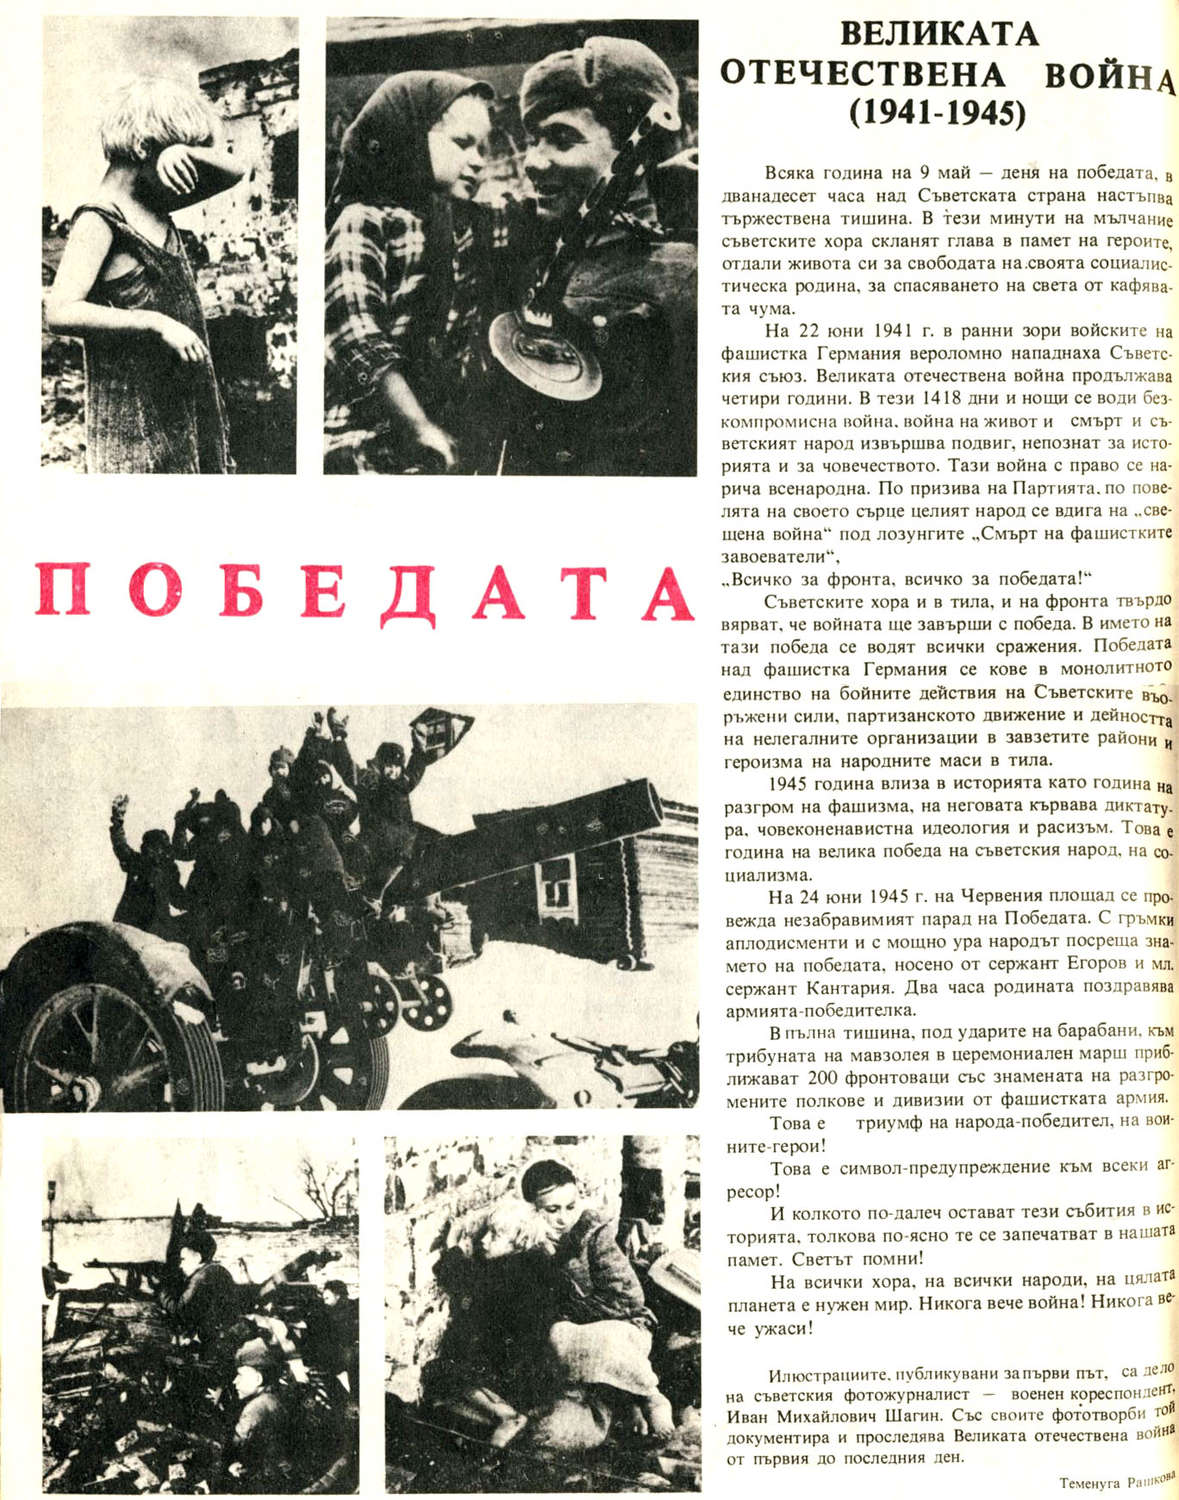 ВЕЛИКАТА
ОТЕЧЕСТВЕНА ВОЙНА
(1941-1945)
Всяка година на 9 май — деня на победата, в
дванадесет часа над Съветската страна настъпва
тържествена тишина. В тези минути на мълчание
съветските хора скланят глава в памет на героите,
отдали живота си за свободата на своята социалис-
тическа родина, за спасяването на света от кафява-
та чума.
На 22 юни 1941 г. в ранни зори войските на
фашистка Германия вероломно нападнаха Съветс-
кия съюз. Великата отечествена война продължава
четири години. В тези 1418 дни и нощи се води без-
компромисна война, война на живот и смърт и съ-
ветският народ извършва подвиг, непознат за исто-
рията и за човечеството. Тази война с право се на-
рича всенародна. По призива на Партията, по пове-
лята на своето сърце целият народ се вдига на „све-
щена война“ под лозунгите „Смърт на фашистките
завоеватели“,
„Всичко за фронта, всичко за победата!“
Съветските хора и в тила, и на фронта твърдо
вярват, че войната ще завърши с победа. В името на
тази победа се водят всички сражения. Победата
над фашистка Германия се кове в монолитното
единство на бойните действия на Съветските въо-
ръжени сили, партизанското движение и дейността
на нелегалните организации в завзетите райони и
героизма на народните маси в тила.
1945 година влиза в историята като година на
разгром на фашизма, на неговата кървава диктату-
ра, човеконенавистна идеология и расизъм. Това е
година на велика победа на съветския народ, на со-
циализма.
На 24 юни 1945 г. на Червения площад се про-
вежда незабравимият парад на Победата. С гръмки
аплодисменти и с мощно ура народът посреща зна-
мето на победата, носено от сержант Егоров и мл.
сержант Кантария. Два часа родината поздравява
армията-победителка.
В пълна тишина, под ударите на барабани, към
трибуната на мавзолея в церемониален марш приб-
лижават 200 фронтоваци със знамената на разгро-
мените полкове и дивизии от фашистката армия.
Това е триумф на народа-победител, на вои-
ните-герои!
Това е символ-предупреждение към всеки аг-
ресор!
И колкото по-далеч остават тези събития в ис-
торията, толкова по-ясно те се запечатват в нашата
памет. Светът помни!
На всички хора, на всички народи, на цялата
планета е нужен мир. Никога вече война! Никога ве-
че ужаси!
Илюстрациите, публикувани за първи път, са дело
на съветския фотожурналист — военен кореспондент,
Иван Михайлович Шагин. Със своите фототворби той
документира и проследява Великата отечествена война
от първия до последния ден.
Теменуга Рашкова
ПОБЕДАТА